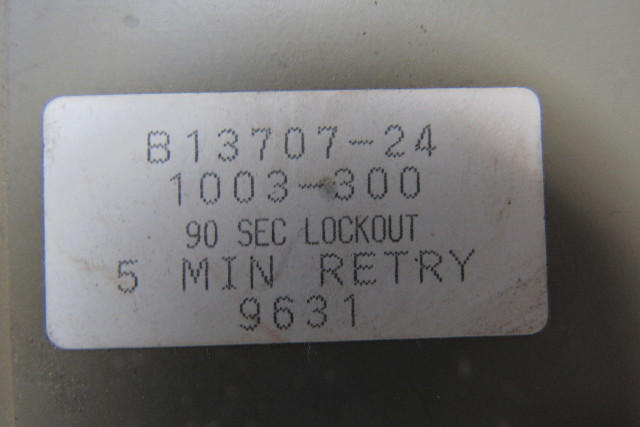 B13707-24
1003-300
90 SEC LOCKOUT
5 MIN RETRY
9631